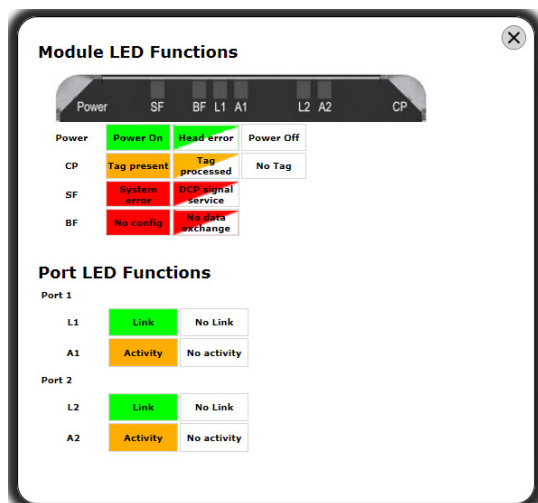 Module LED Functions
Power SF BF L1 A1 L2 A2 CP
Power Power On Head error Power Off
CP Tag present Tag processed No Tag
SF System error DCP signal service
BF No config No data exchange
Port LED Functions
Port 1
L1 Link No Link
A1 Activity No activity
Port 2
L2 Link No Link
A2 Activity No activity